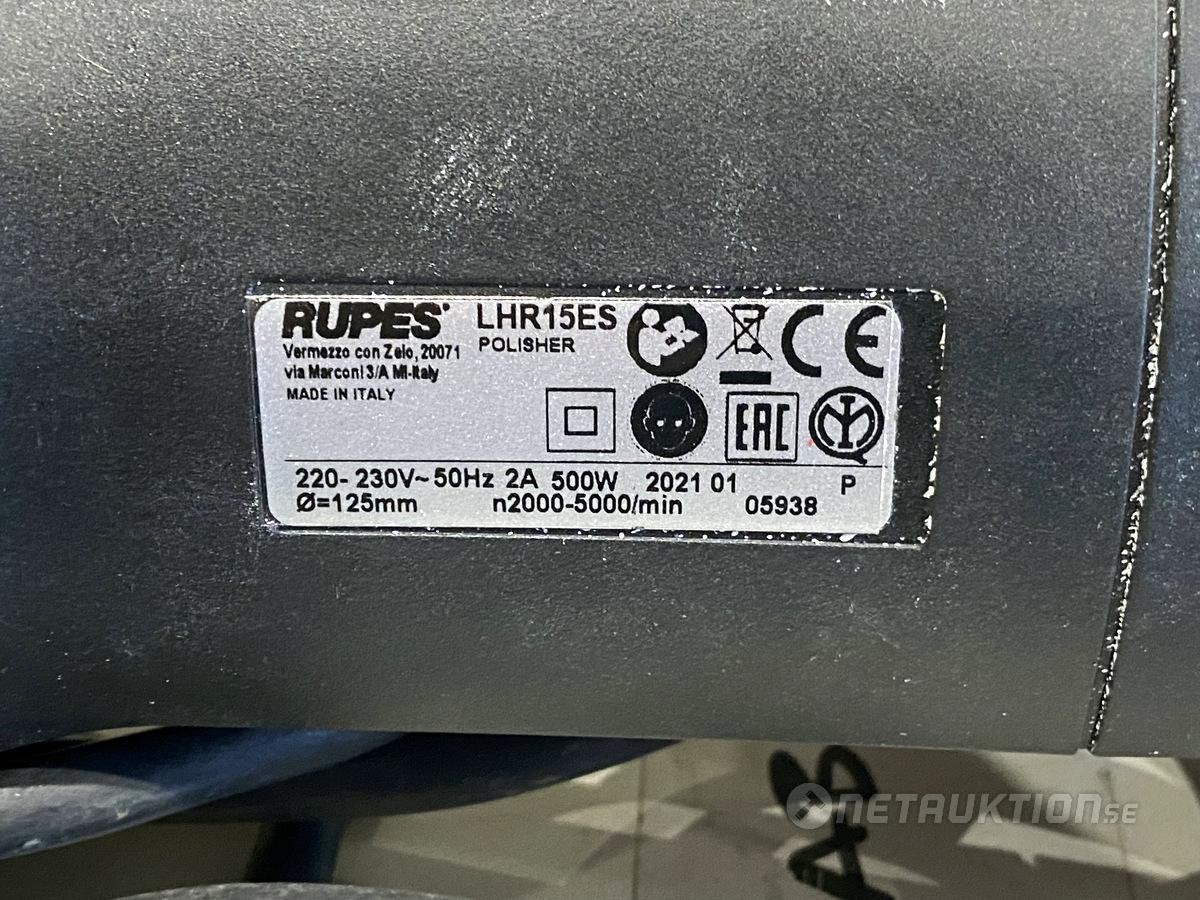 RUPES LHR15ES
POLISHER
Vermezzo con Zelo, 20071
via Marconi 3/A MI-Italy
MADE IN ITALY
CE
EAC
220- 230V~50Hz 2A 500W 2021 01 P
Ø=125mm n2000-5000/min 05938
NETAUKTION.SE